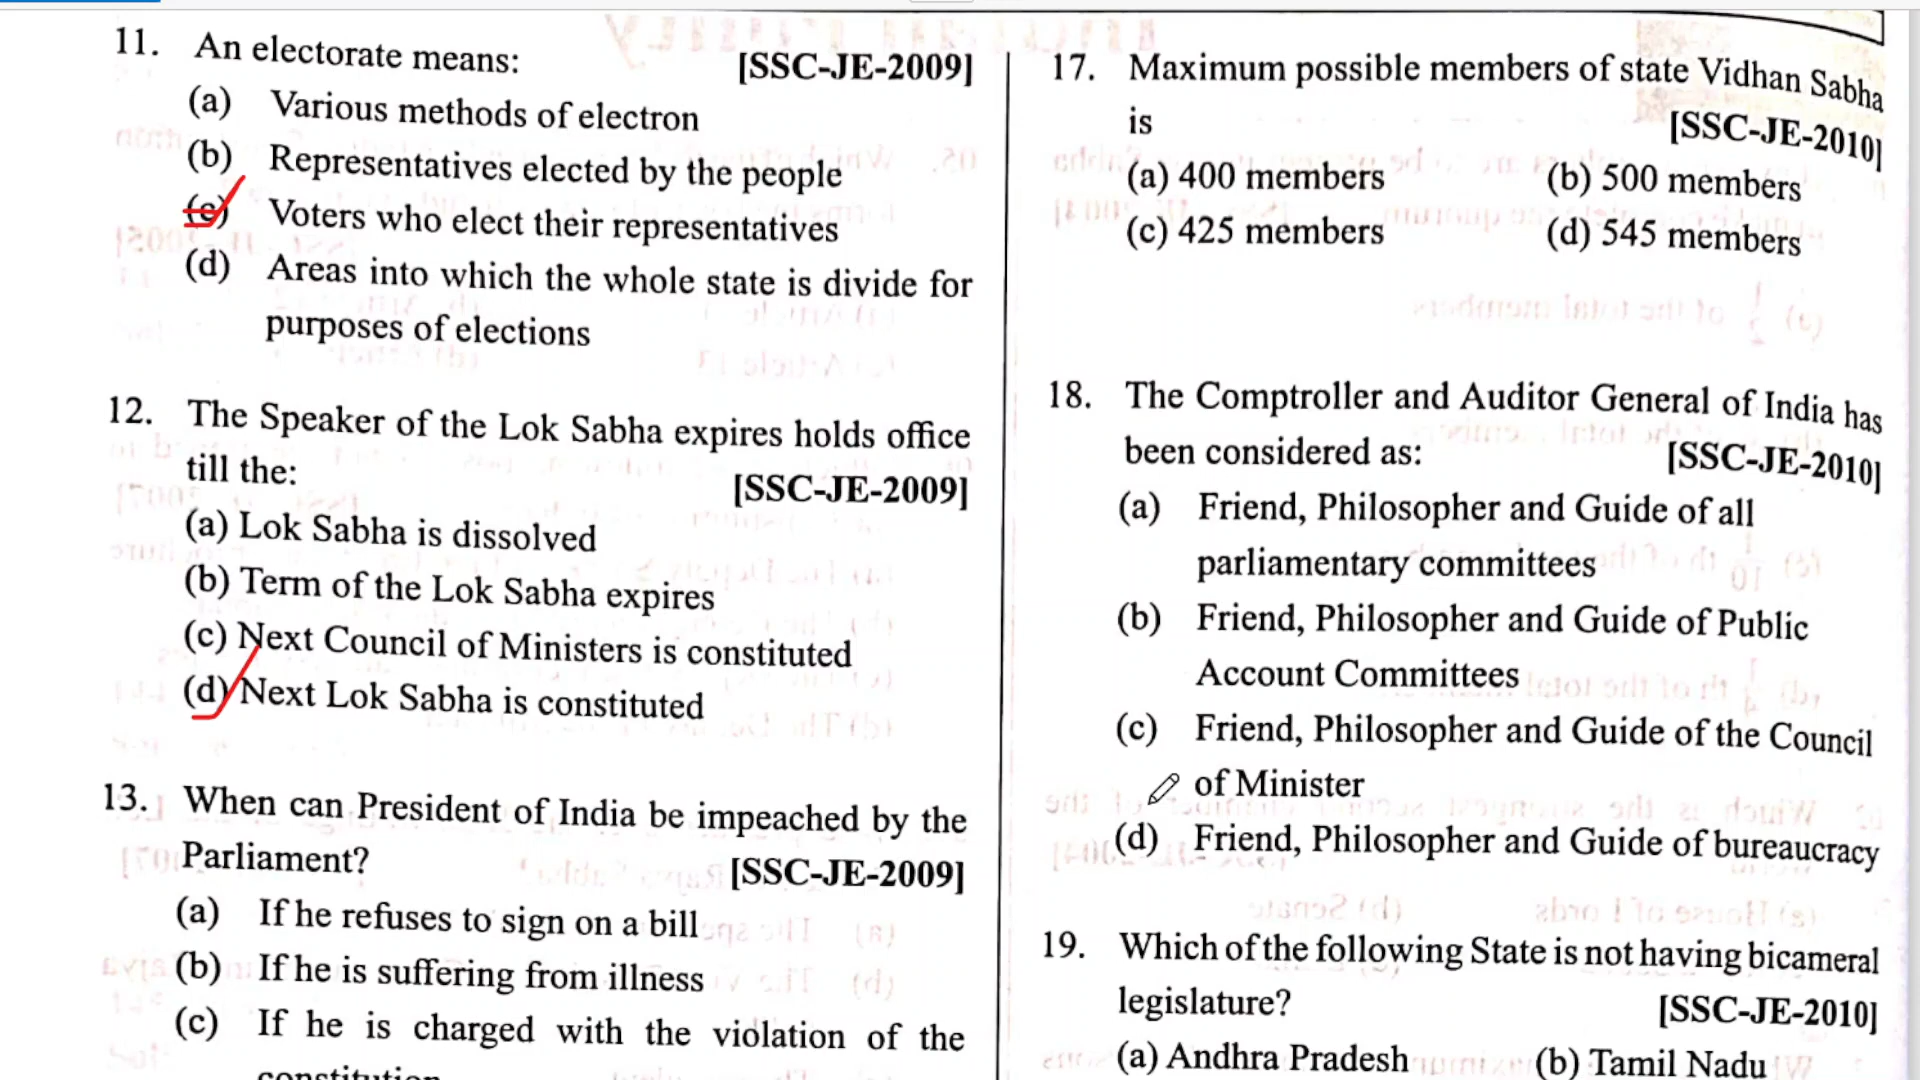 11. An electorate means:
[SSC-JE-2009]
(a) Various methods of electron
(b) Representatives elected by the people
(c) Voters who elect their representatives
(d) Areas into which the whole state is divide for
purposes of elections
12. The Speaker of the Lok Sabha expires holds office
till the:
[SSC-JE-2009]
(a) Lok Sabha is dissolved
(b) Term of the Lok Sabha expires
(c) Next Council of Ministers is constituted
(d) Next Lok Sabha is constituted
13. When can President of India be impeached by the
Parliament?
[SSC-JE-2009]
(a) If he refuses to sign on a bill
(b) If he is suffering from illness
(c) If he is charged with the violation of the
constitution
17. Maximum possible members of state Vidhan Sabha
is
[SSC-JE-2010]
(a) 400 members (b) 500 members
(c) 425 members (d) 545 members
18. The Comptroller and Auditor General of India has
been considered as:
[SSC-JE-2010]
(a) Friend, Philosopher and Guide of all
parliamentary committees
(b) Friend, Philosopher and Guide of Public
Account Committees
(c) Friend, Philosopher and Guide of the Council
of Minister
(d) Friend, Philosopher and Guide of bureaucracy
19. Which of the following State is not having bicameral
legislature?
[SSC-JE-2010]
(a) Andhra Pradesh (b) Tamil Nadu